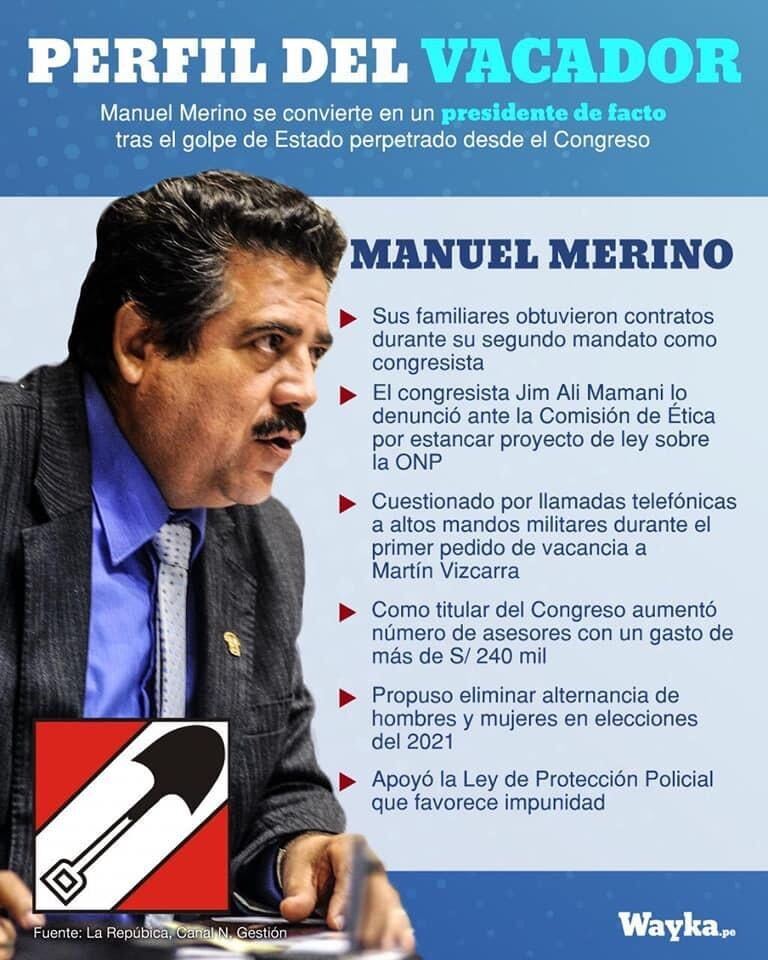 PERFIL DEL VACADOR
Manuel Merino se convierte en un presidente de facto
tras el golpe de Estado perpetrado desde el Congreso
MANUEL MERINO
Sus familiares obtuvieron contratos
durante su segundo mandato como
congresista
El congresista Jim Ali Mamani lo
denunció ante la Comisión de Ética
por estancar proyecto de ley sobre
la ONP
Cuestionado por llamadas telefónicas
a altos mandos militares durante el
primer pedido de vacancia a
Martín Vizcarra
Como titular del Congreso aumentó
número de asesores con un gasto de
más de S/ 240 mil
Propuso eliminar alternancia de
hombres y mujeres en elecciones
del 2021
Apoyó la Ley de Protección Policial
que favorece impunidad
Fuente: La Repúbica, Canal N, Gestión
Wayka.pe